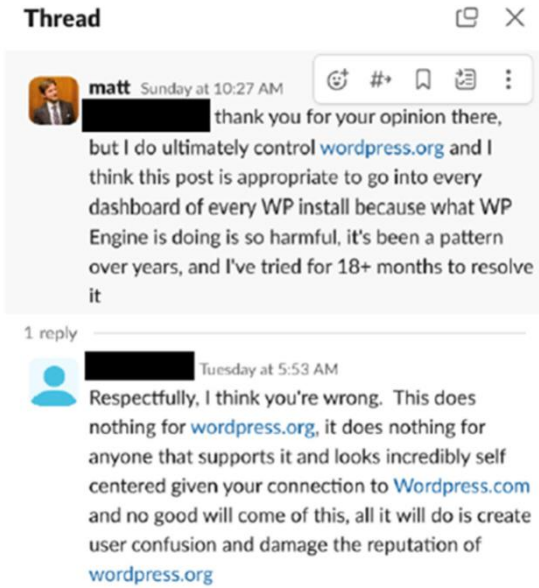 Thread
matt Sunday at 10:27 AM
thank you for your opinion there,
but I do ultimately control wordpress.org and I
think this post is appropriate to go into every
dashboard of every WP install because what WP
Engine is doing is so harmful, it's been a pattern
over years, and I've tried for 18+ months to resolve
it
1 reply
Tuesday at 5:53 AM
Respectfully, I think you're wrong. This does
nothing for wordpress.org, it does nothing for
anyone that supports it and looks incredibly self
centered given your connection to Wordpress.com
and no good will come of this, all it will do is create
user confusion and damage the reputation of
wordpress.org